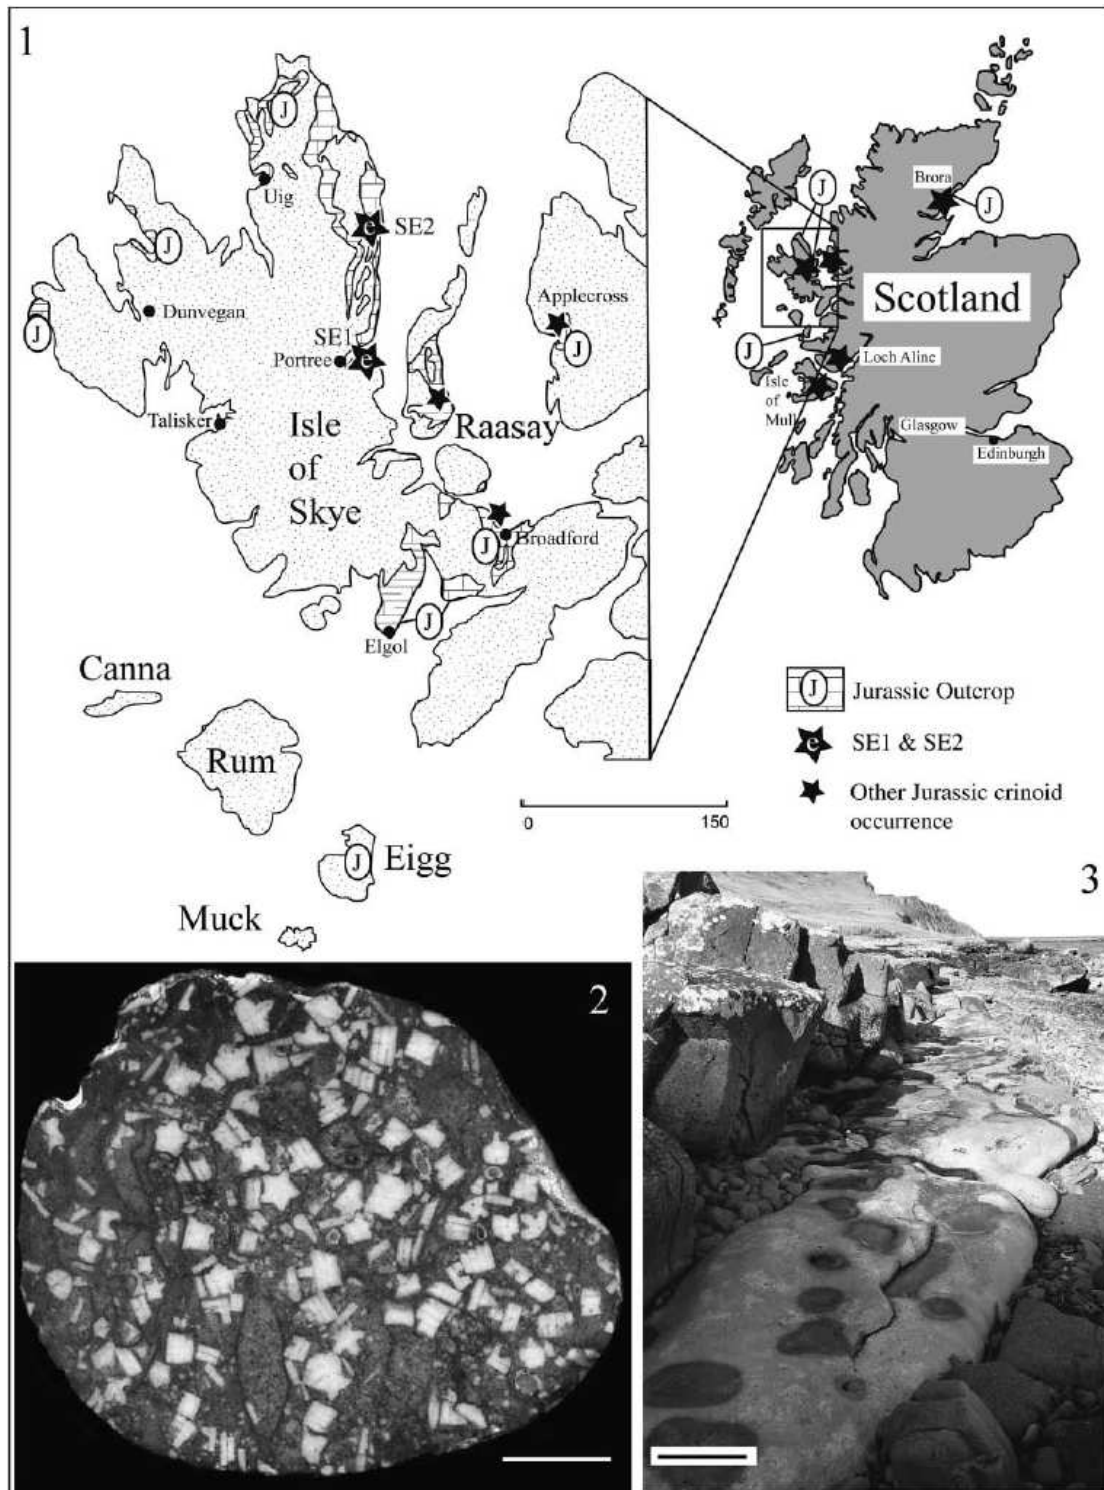 1
J
Uig
SE2
J
Dunvegan
J
Applecross
J
SE1
Portree
Talisker
Isle
of
Skye
Raasay
J
Broadford
J
Elgol
Canna
Rum
J
Eigg
Muck
J
Brora
J
Scotland
J
Loch Aline
Isle
of
Mull
Glasgow
Edinburgh
J Jurassic Outcrop
e SE1 & SE2
Other Jurassic crinoid
occurrence
0 150
e
e
2
3